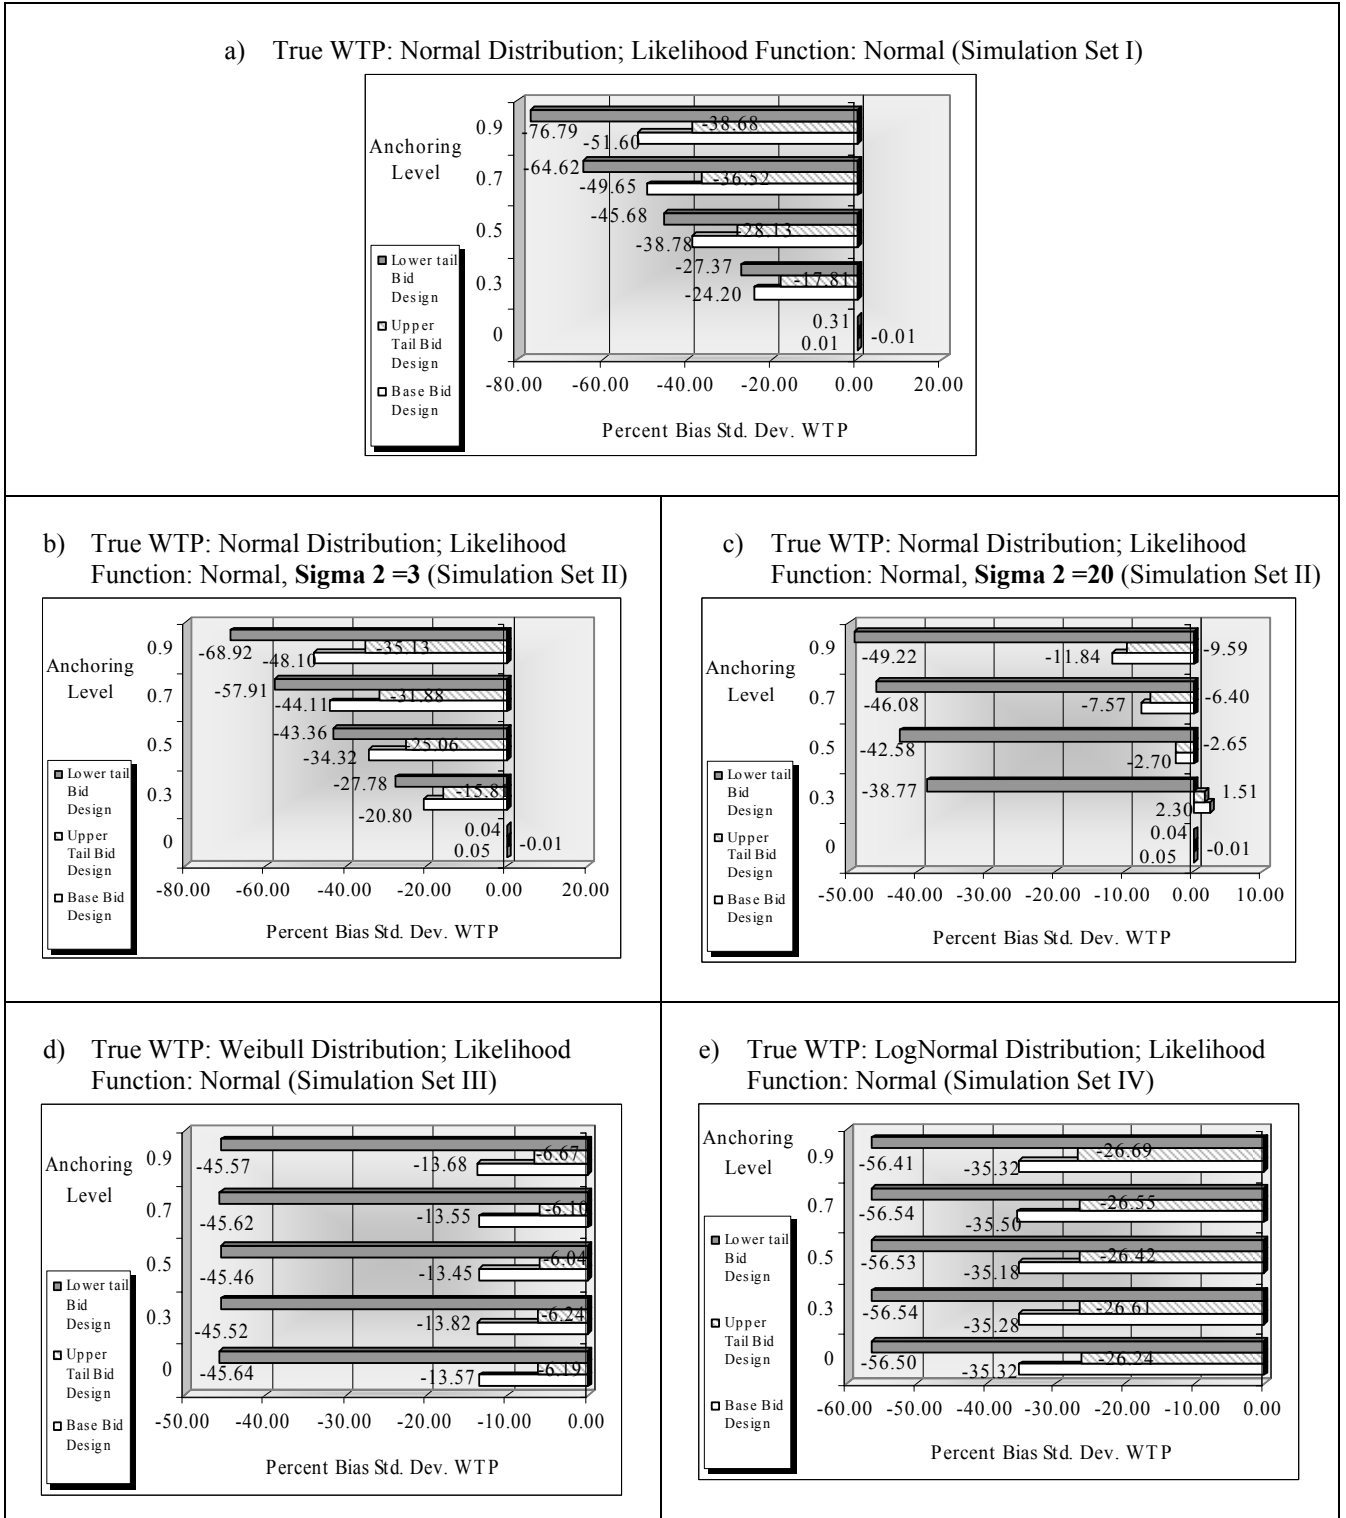 a) True WTP: Normal Distribution; Likelihood Function: Normal (Simulation Set I)
Anchoring
Level
0.9
0.7
0.5
0.3
0
-76.79
-38.68
-51.60
-64.62
-36.52
-49.65
-45.68
-28.13
-38.78
-27.37
-17.81
-24.20
0.31
0.01
-0.01
Lower tail
Bid
Design
Upper
Tail Bid
Design
Base Bid
Design
-80.00 -60.00 -40.00 -20.00 0.00 20.00
Percent Bias Std. Dev. WTP
b) True WTP: Normal Distribution; Likelihood
Function: Normal, Sigma 2 =3 (Simulation Set II)
Anchoring
Level
0.9
0.7
0.5
0.3
0
-68.92
-35.13
-48.10
-57.91
-31.88
-44.11
-43.36
-25.06
-34.32
-27.78
-15.81
-20.80
0.04
0.05
-0.01
Lower tail
Bid
Design
Upper
Tail Bid
Design
Base Bid
Design
-80.00 -60.00 -40.00 -20.00 0.00 20.00
Percent Bias Std. Dev. WTP
c) True WTP: Normal Distribution; Likelihood
Function: Normal, Sigma 2 =20 (Simulation Set II)
Anchoring
Level
0.9
0.7
0.5
0.3
0
-49.22
-11.84
-9.59
-46.08
-7.57
-6.40
-42.58
-2.70
-2.65
-38.77
2.30
1.51
0.04
0.05
-0.01
Lower tail
Bid
Design
Upper
Tail Bid
Design
Base Bid
Design
-50.00 -40.00 -30.00 -20.00 -10.00 0.00 10.00
Percent Bias Std. Dev. WTP
d) True WTP: Weibull Distribution; Likelihood
Function: Normal (Simulation Set III)
Anchoring
Level
0.9
0.7
0.5
0.3
0
-45.57
-13.68
-6.67
-45.62
-13.55
-6.10
-45.46
-13.45
-6.04
-45.52
-13.82
-6.24
-45.64
-13.57
-6.19
Lower tail
Bid
Design
Upper
Tail Bid
Design
Base Bid
Design
-50.00 -40.00 -30.00 -20.00 -10.00 0.00
Percent Bias Std. Dev. WTP
e) True WTP: LogNormal Distribution; Likelihood
Function: Normal (Simulation Set IV)
Anchoring
Level
0.9
0.7
0.5
0.3
0
-56.41
-35.32
-26.69
-56.54
-35.50
-26.55
-56.53
-35.18
-26.42
-56.54
-35.28
-26.61
-56.50
-35.32
-26.24
Lower tail
Bid
Design
Upper
Tail Bid
Design
Base Bid
Design
-60.00 -50.00 -40.00 -30.00 -20.00 -10.00 0.00
Percent Bias Std. Dev. WTP